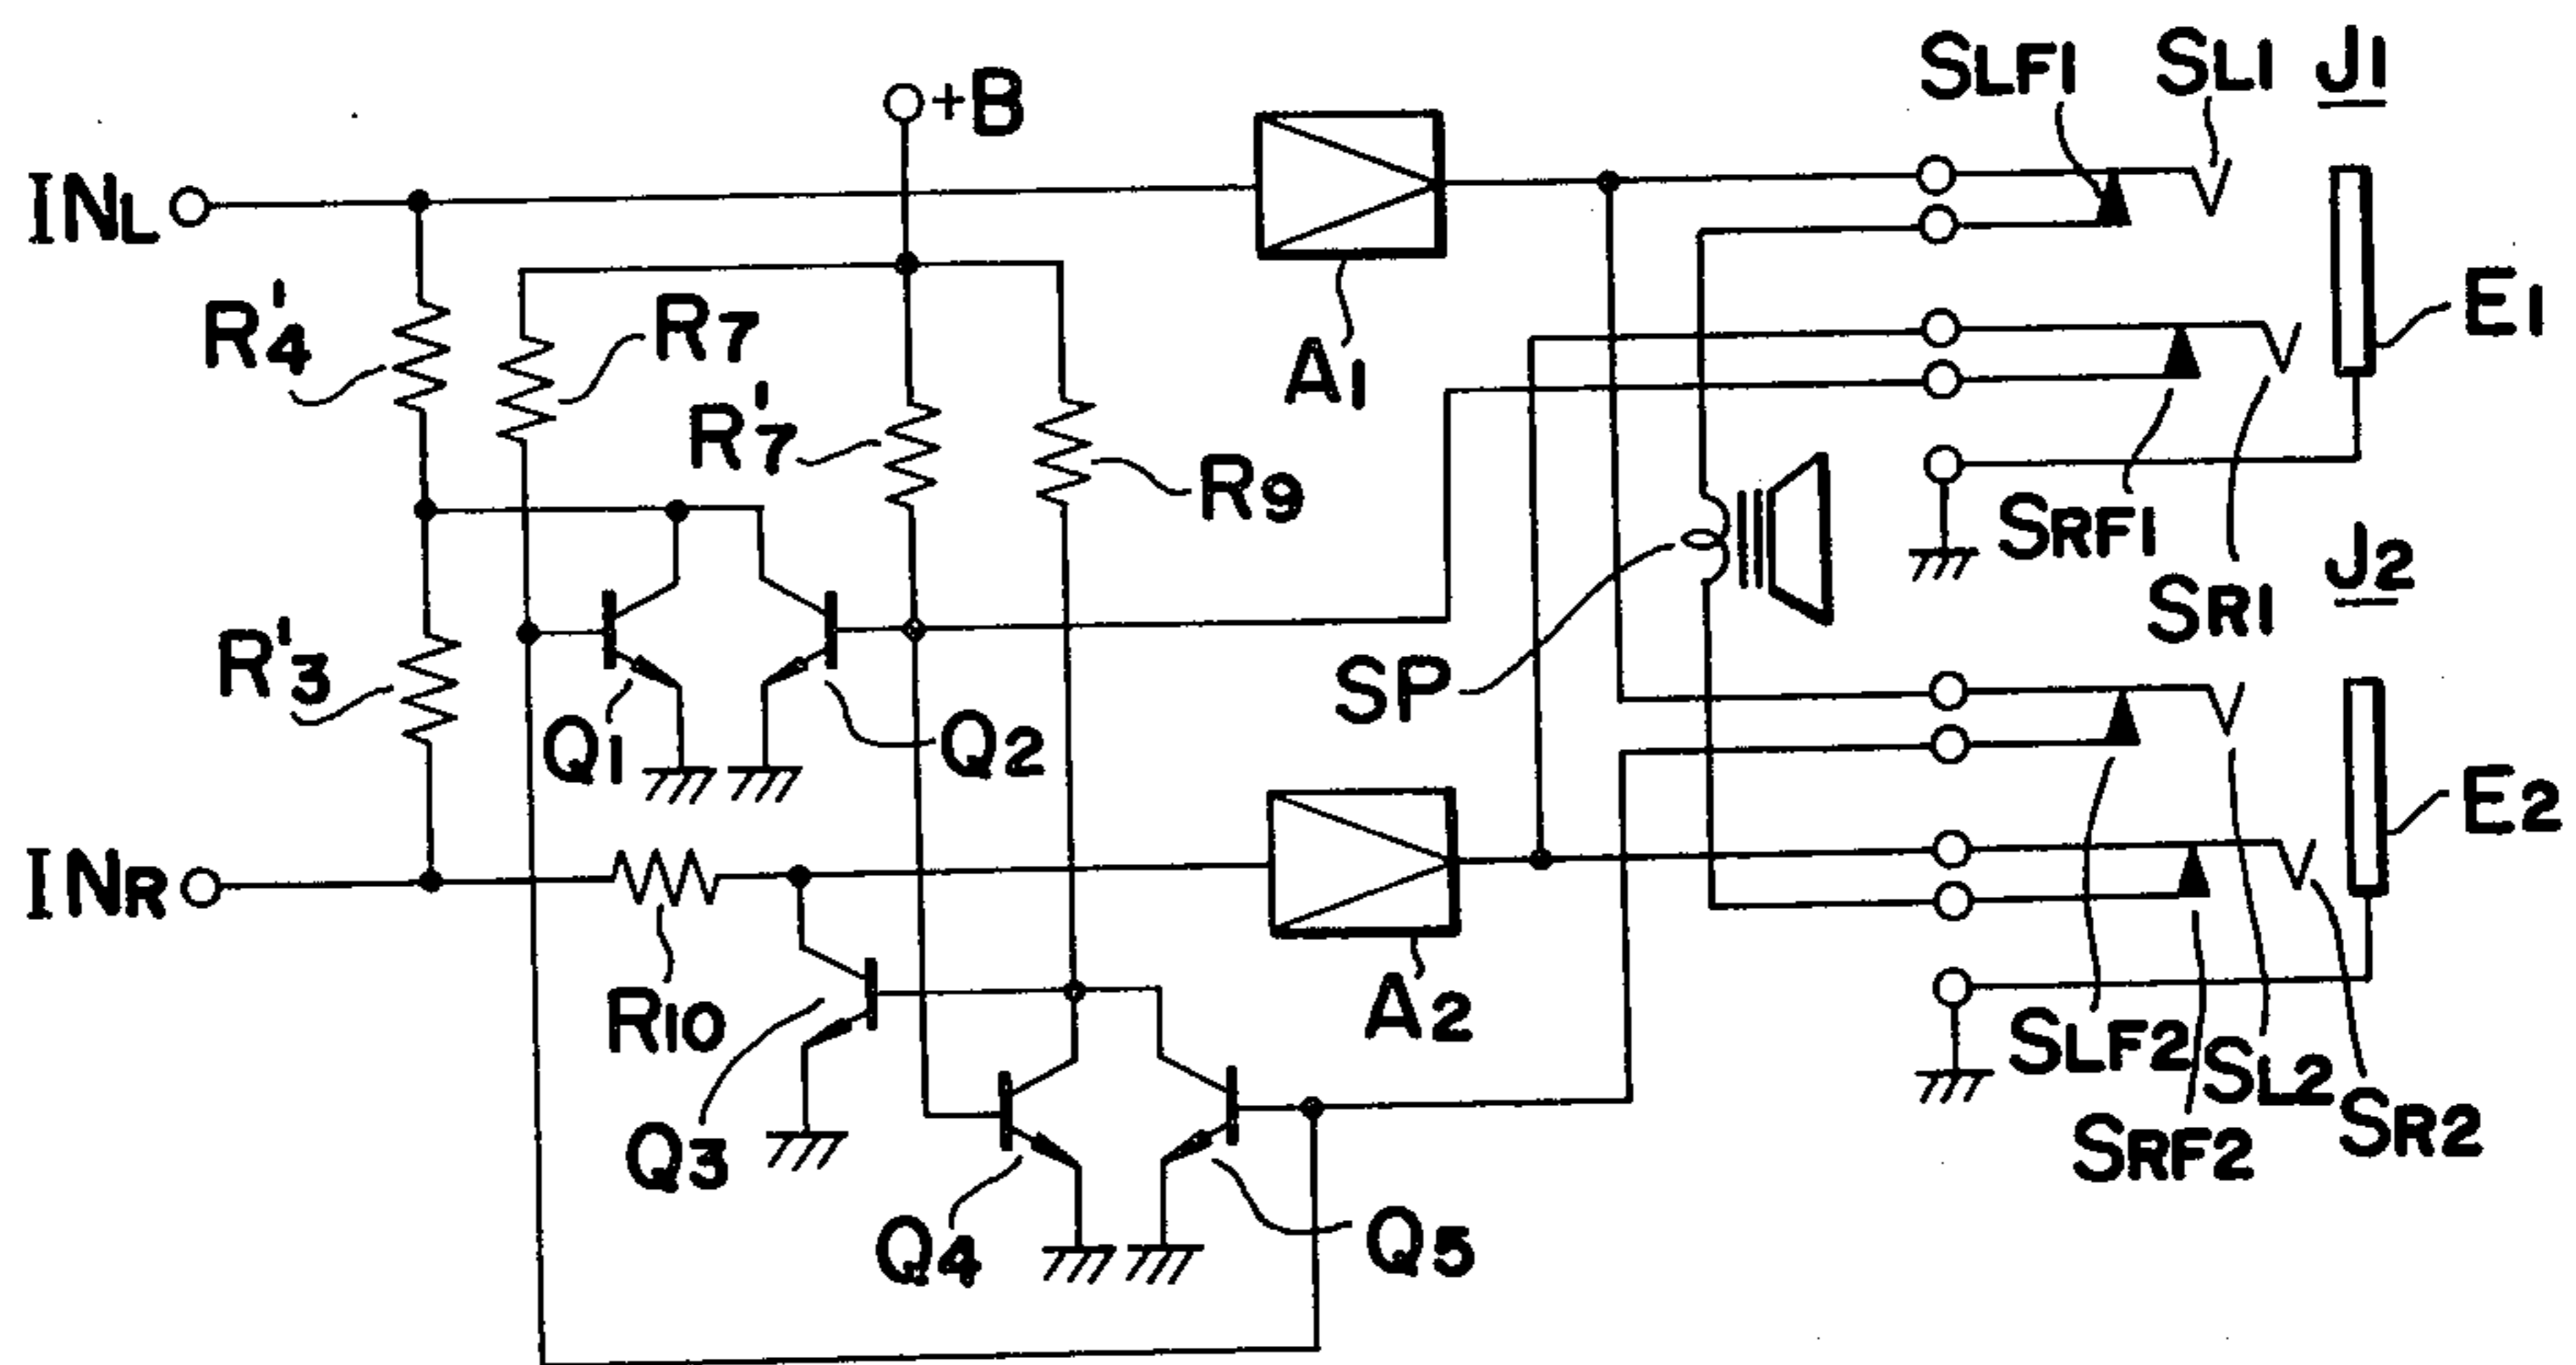 SLF1 SL1 J1
+B
INL
R'4 R7
E1
A1
R'7
R9
SRF1
J2
SR1
R'3
SP
Q1 Q2
E2
INR
A2
R10
SLF2 SL2
SR2
SRF2
Q3
Q4 Q5